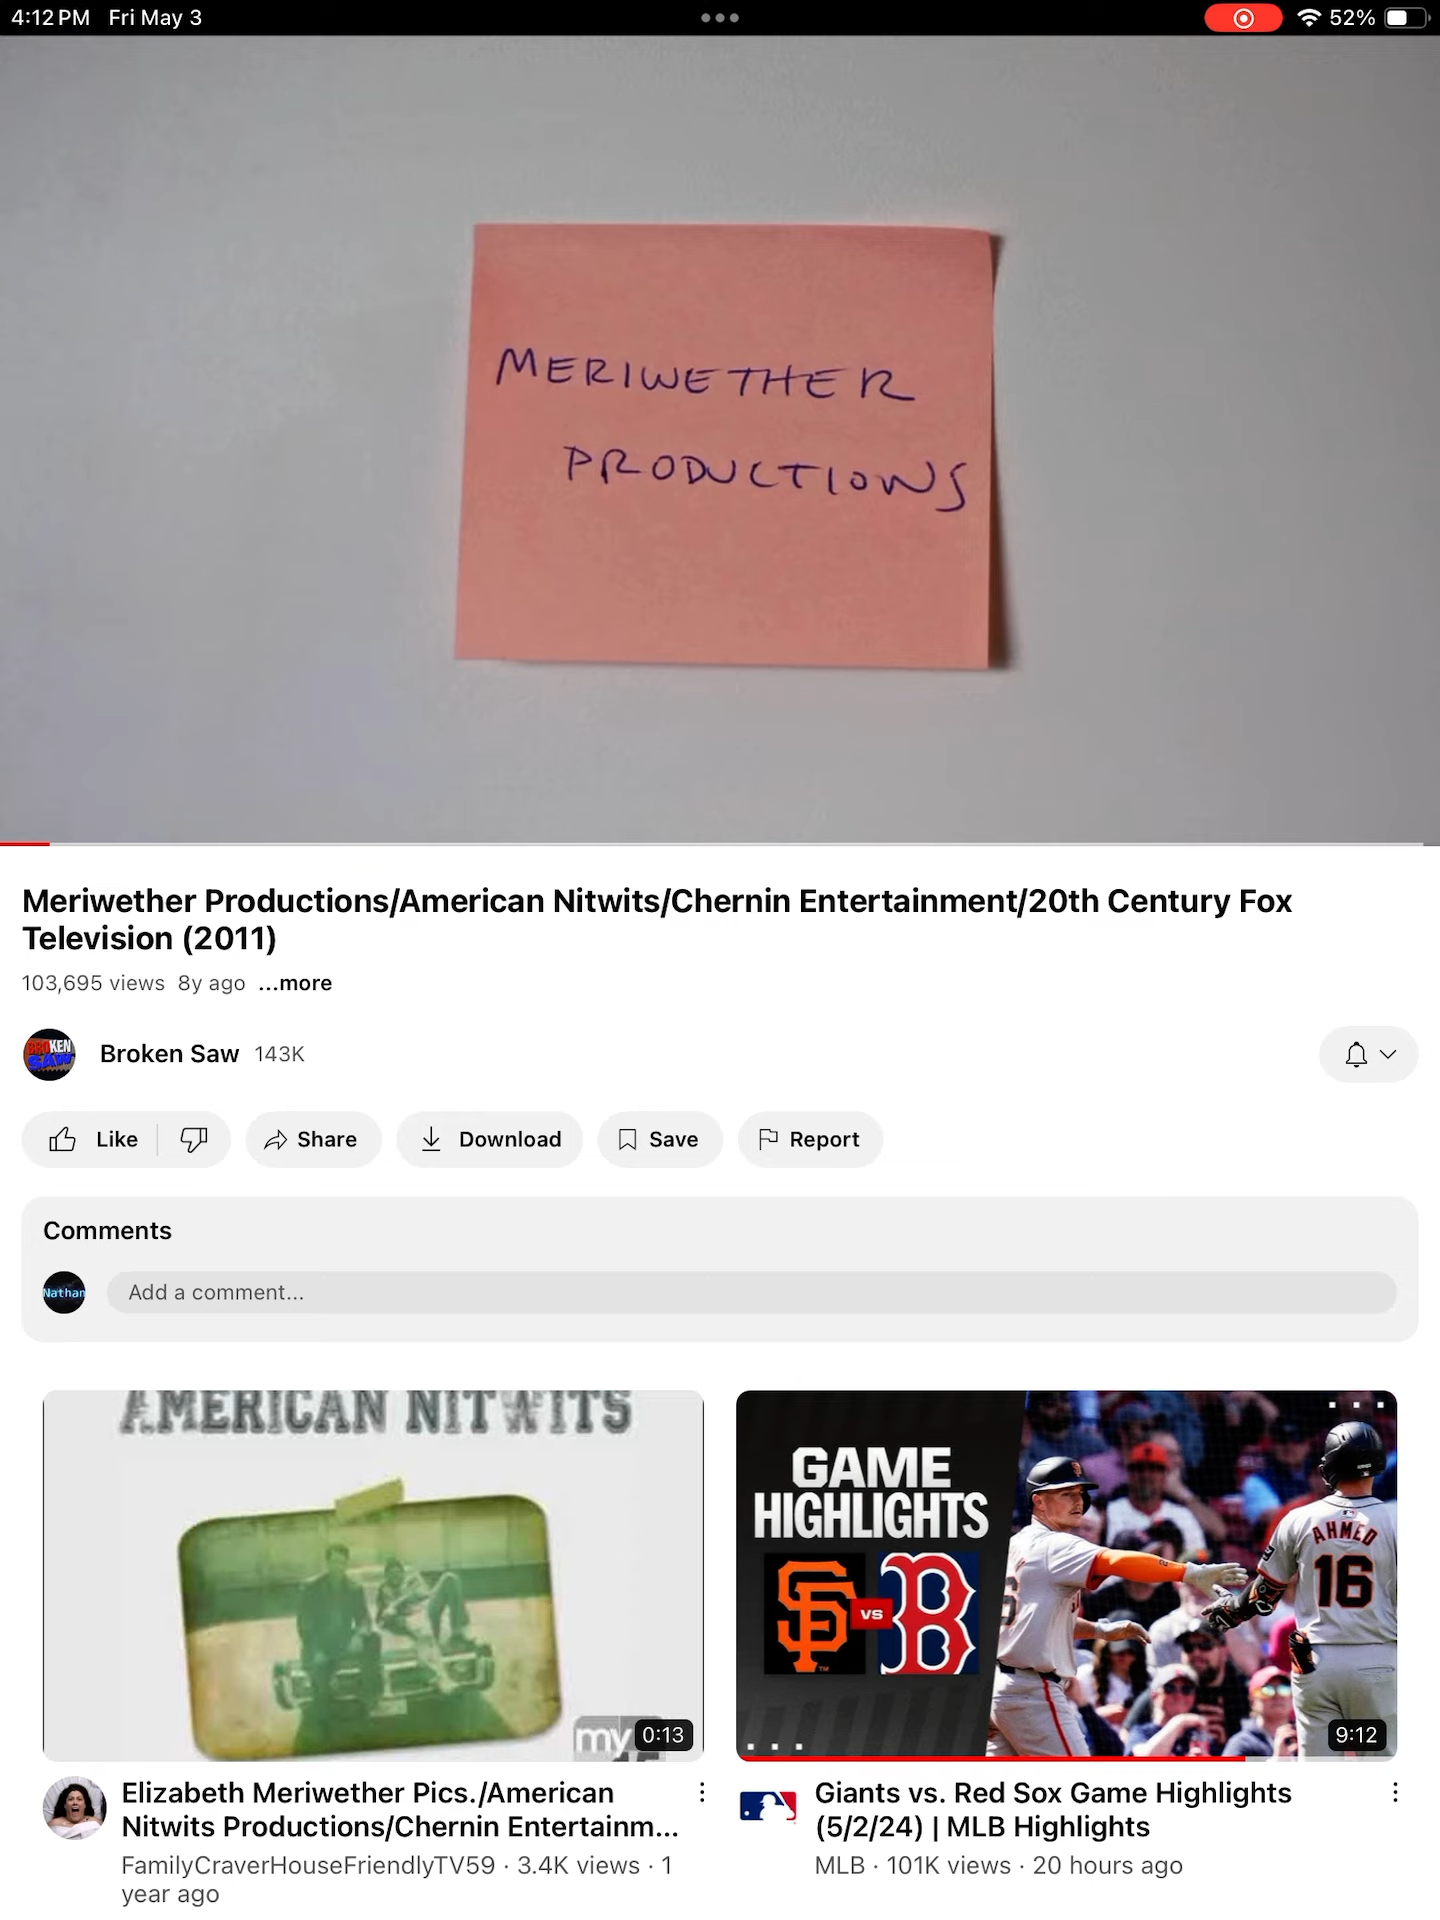 4:12 PM Fri May 3
52%
MERIWETHER
PRODUCTIONS
Meriwether Productions/American Nitwits/Chernin Entertainment/20th Century Fox
Television (2011)
103,695 views 8y ago ...more
BROKEN
SAW
Broken Saw 143K
Like
Share
Download
Save
Report
Comments
Nathan
Add a comment...
AMERICAN NITWITS
my
0:13
GAME
HIGHLIGHTS
SF
VS
B
AHMED
16
9:12
Elizabeth Meriwether Pics./American
Nitwits Productions/Chernin Entertainm...
FamilyCraverHouseFriendlyTV59 · 3.4K views · 1
year ago
Giants vs. Red Sox Game Highlights
(5/2/24) | MLB Highlights
MLB · 101K views · 20 hours ago